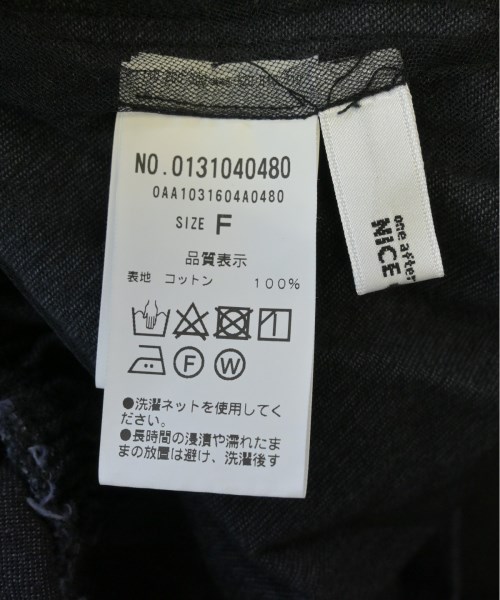 NO.0131040480
0AA1031604A0480
SIZE F
品質表示
表地 コットン 100%
F W
●洗濯ネットを使用してく
ださい。
●長時間の浸漬や濡れたま
まの放置は避け、洗濯後す
one after
NICE